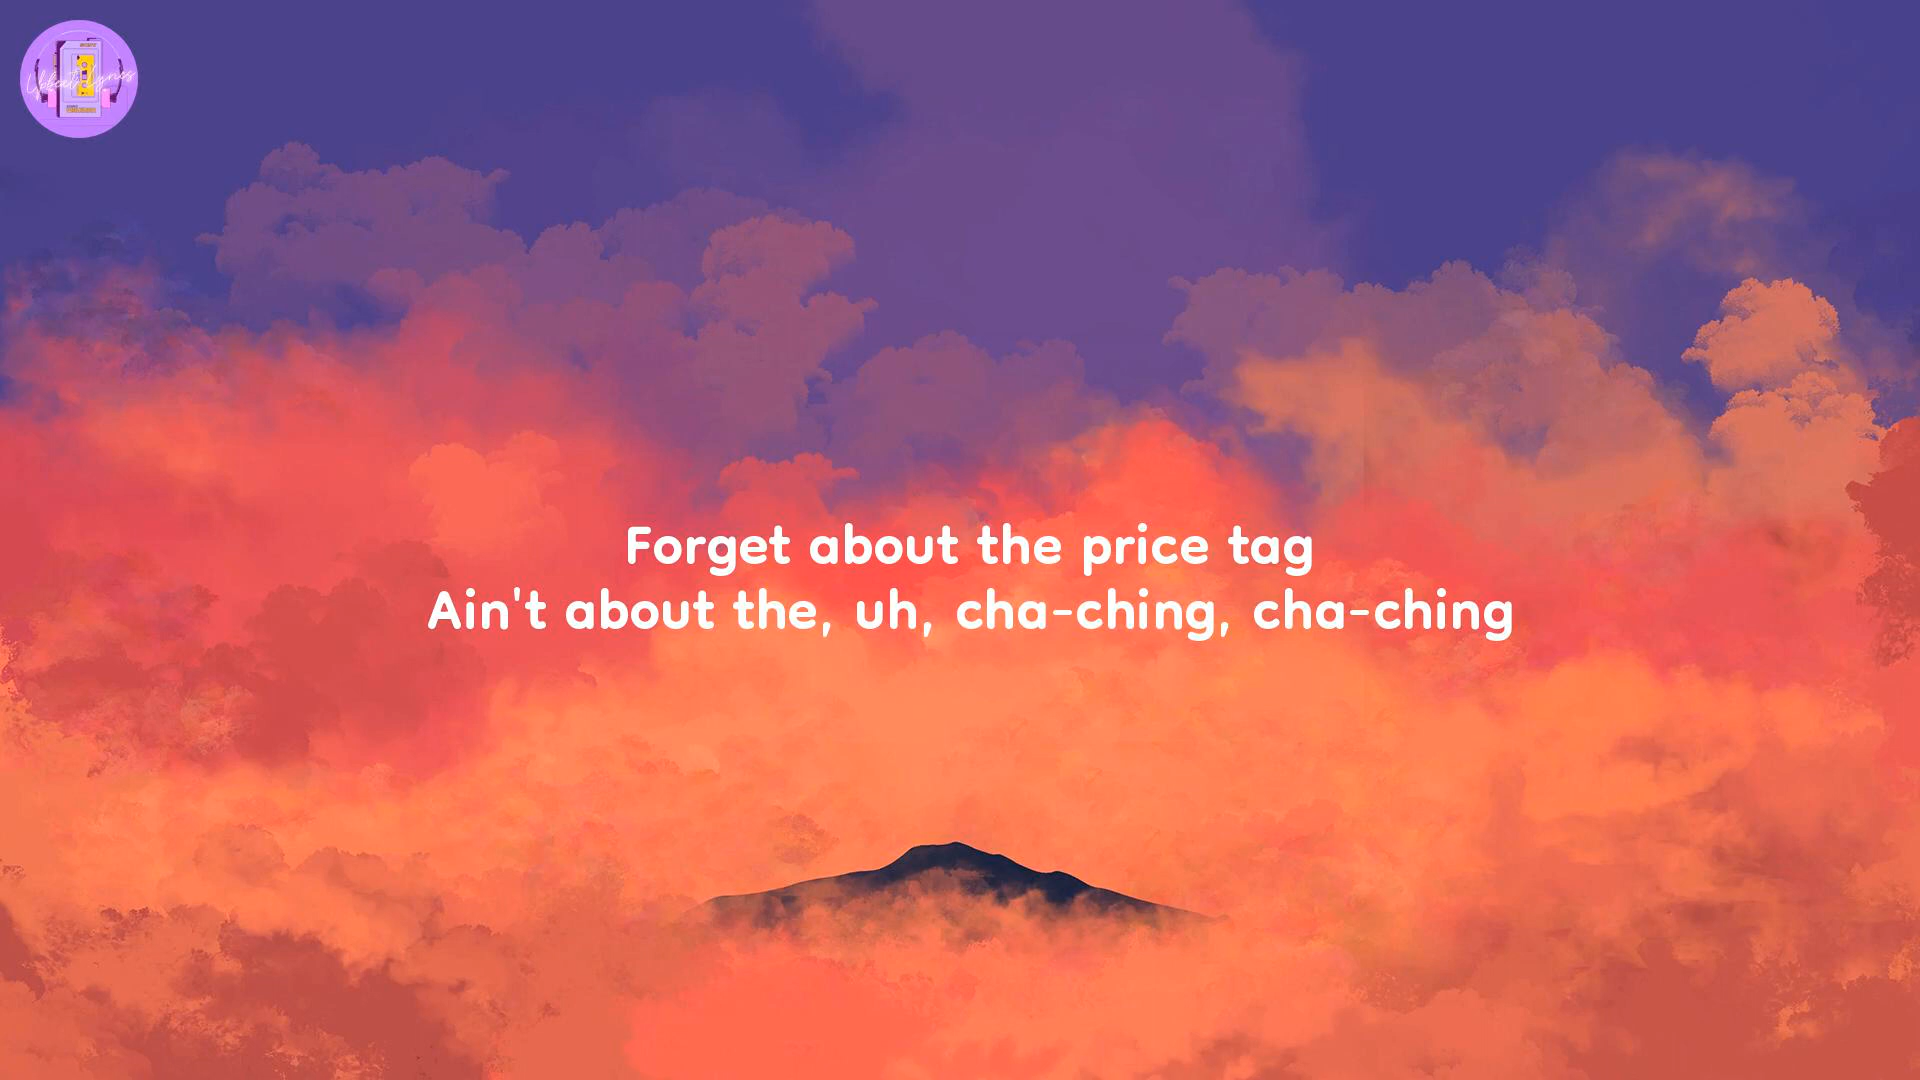 Forget about the price tag
Ain't about the, uh, cha-ching, cha-ching